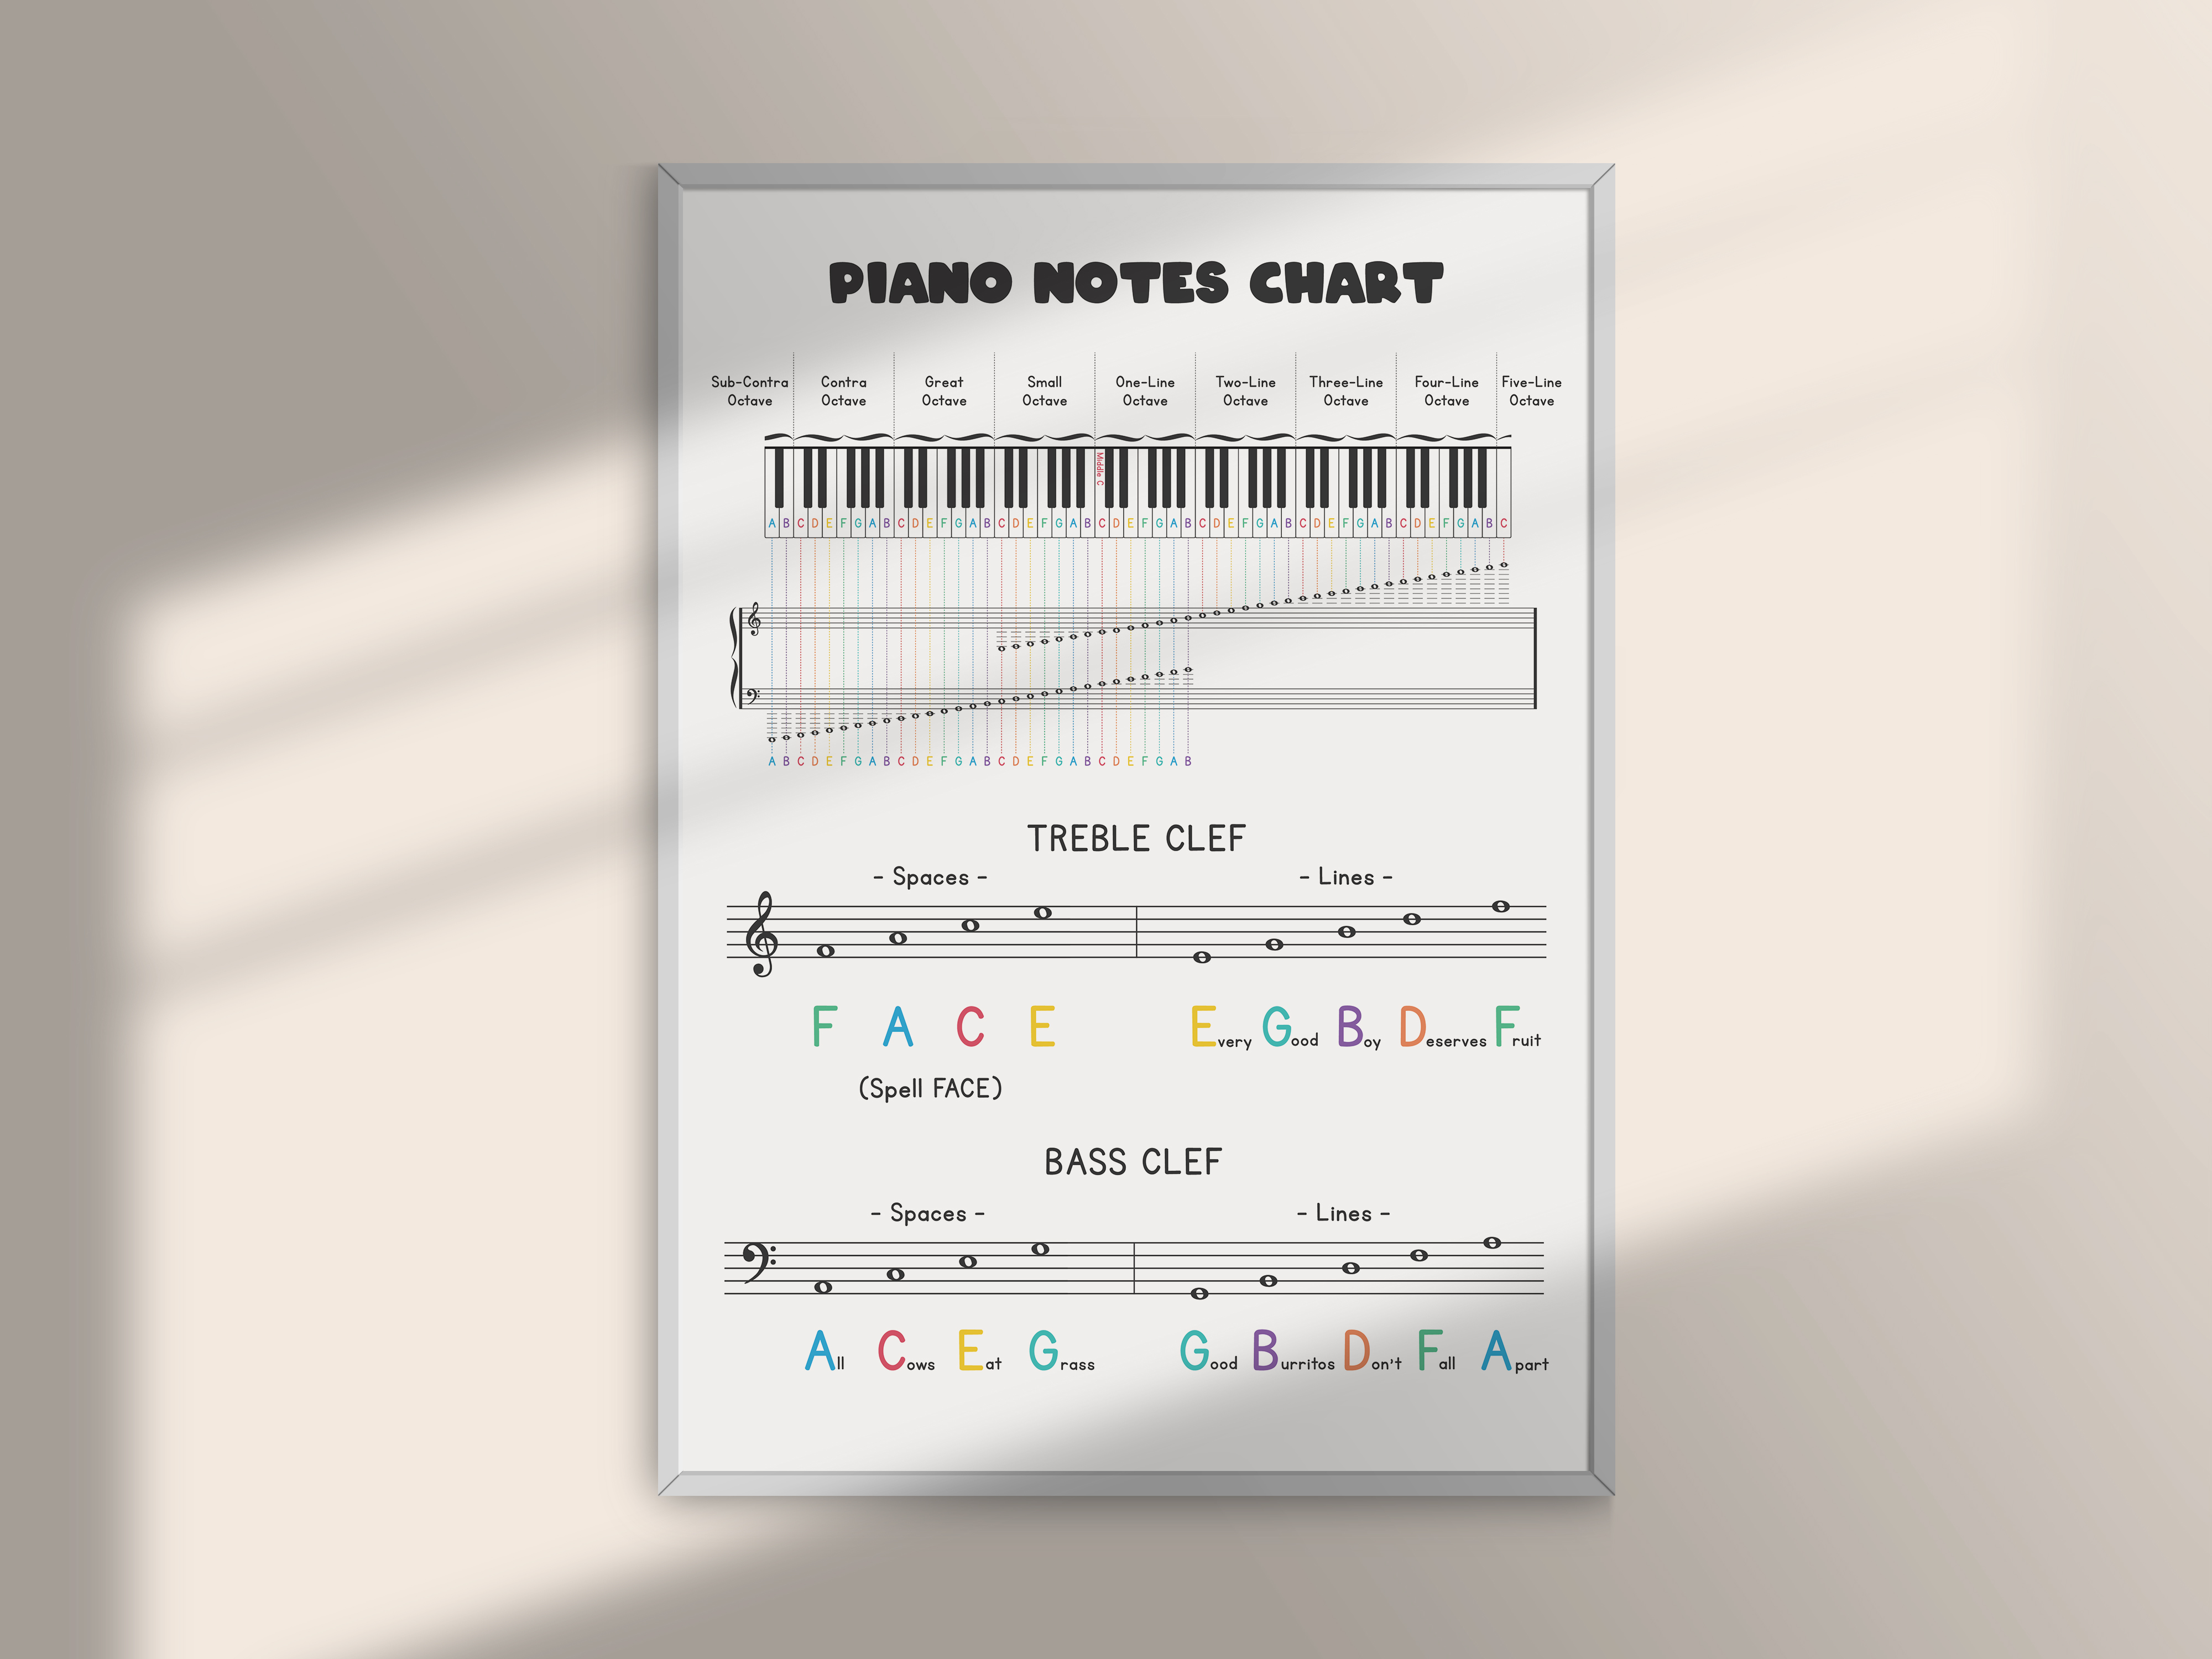 PIANO NOTES CHART
Sub-Contra Octave
Contra Octave
Great Octave
Small Octave
One-Line Octave
Two-Line Octave
Three-Line Octave
Four-Line Octave
Five-Line Octave
Middle C
A B C D E F G A B C D E F G A B C D E F G A B C D E F G A B C D E F G A B C D E F G A B C D E F G A B C
A B C D E F G A B C D E F G A B C D E F G A B C D E F G A B
TREBLE CLEF
- Spaces -
- Lines -
F A C E
Every Good Boy Deserves Fruit
(Spell FACE)
BASS CLEF
- Spaces -
- Lines -
All Cows Eat Grass
Good Burritos Don't Fall Apart